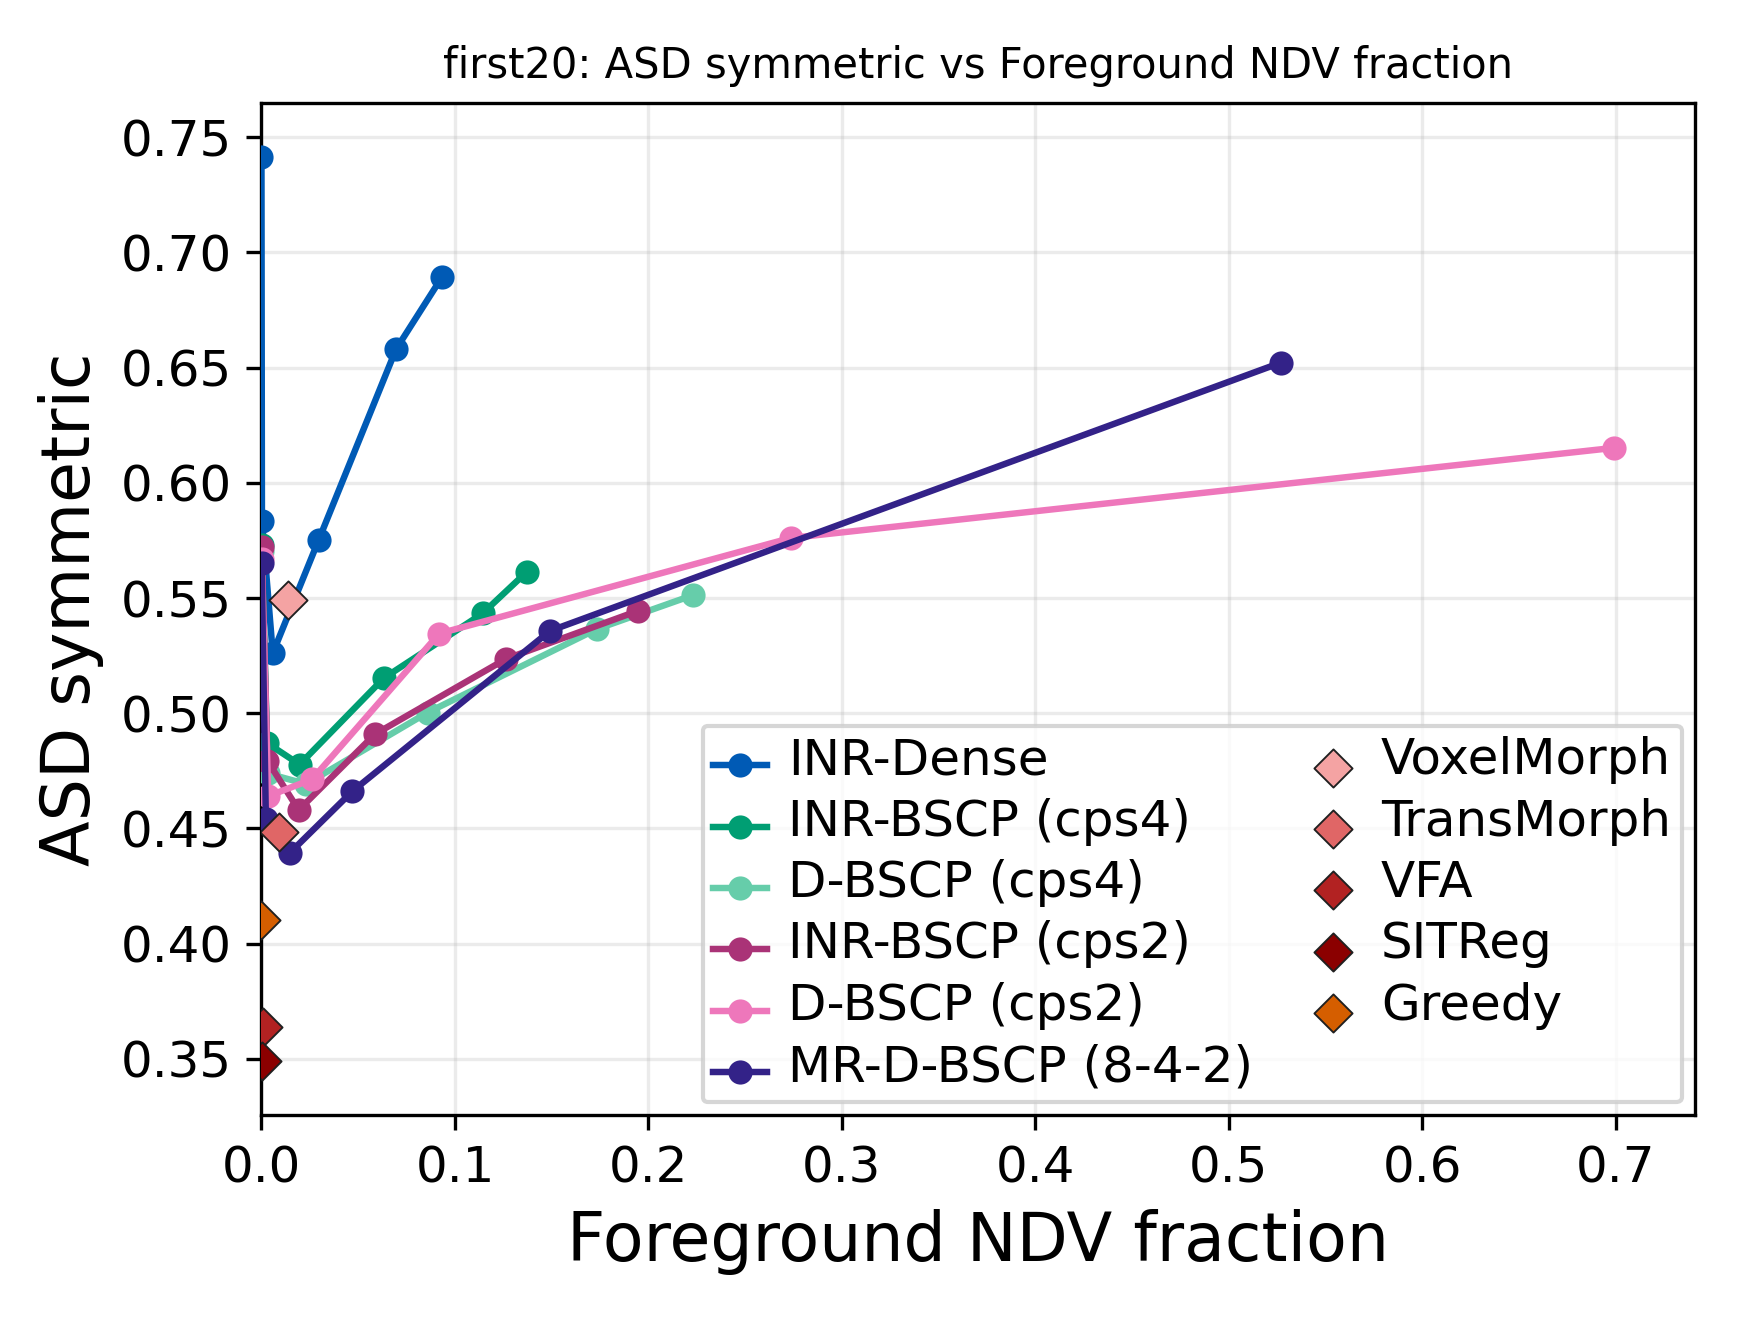 first20: ASD symmetric vs Foreground NDV fraction
ASD symmetric
0.75
0.70
0.65
0.60
0.55
0.50
0.45
0.40
0.35
INR-Dense
INR-BSCP (cps4)
D-BSCP (cps4)
INR-BSCP (cps2)
D-BSCP (cps2)
MR-D-BSCP (8-4-2)
VoxelMorph
TransMorph
VFA
SITReg
Greedy
0.0 0.1 0.2 0.3 0.4 0.5 0.6 0.7
Foreground NDV fraction